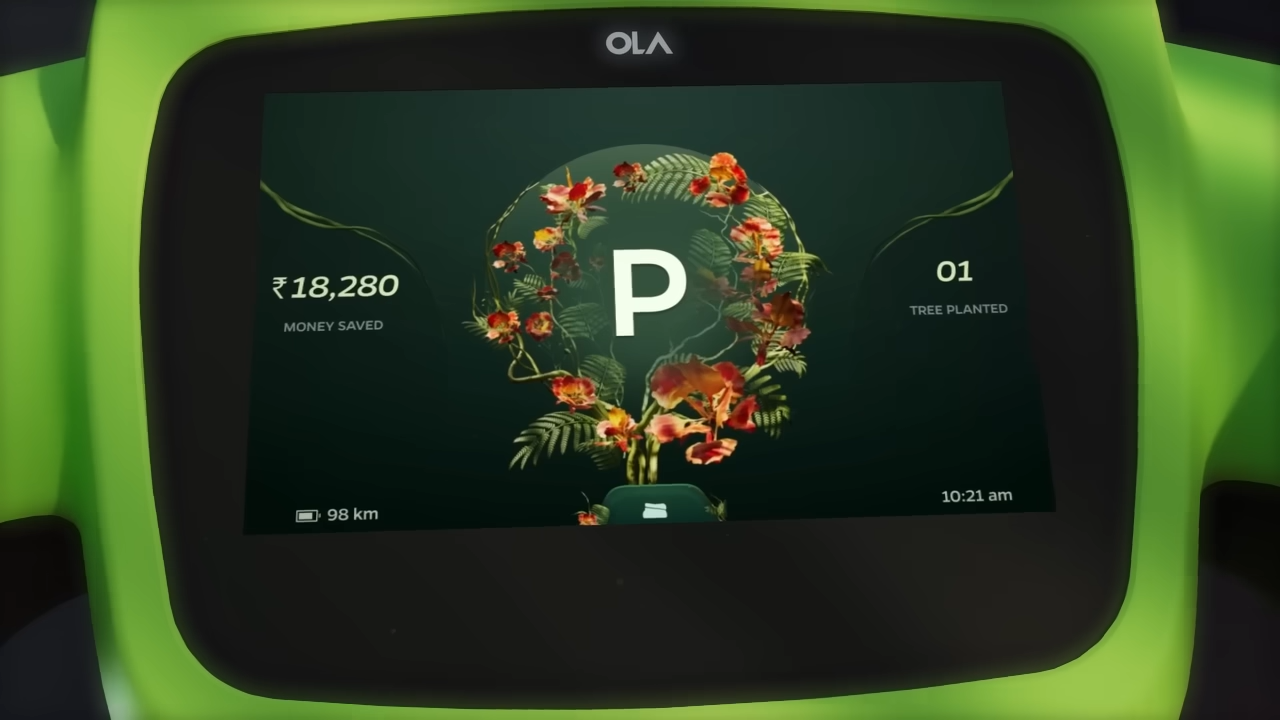 OLA
P
₹18,280
MONEY SAVED
01
TREE PLANTED
98 km
10:21 am